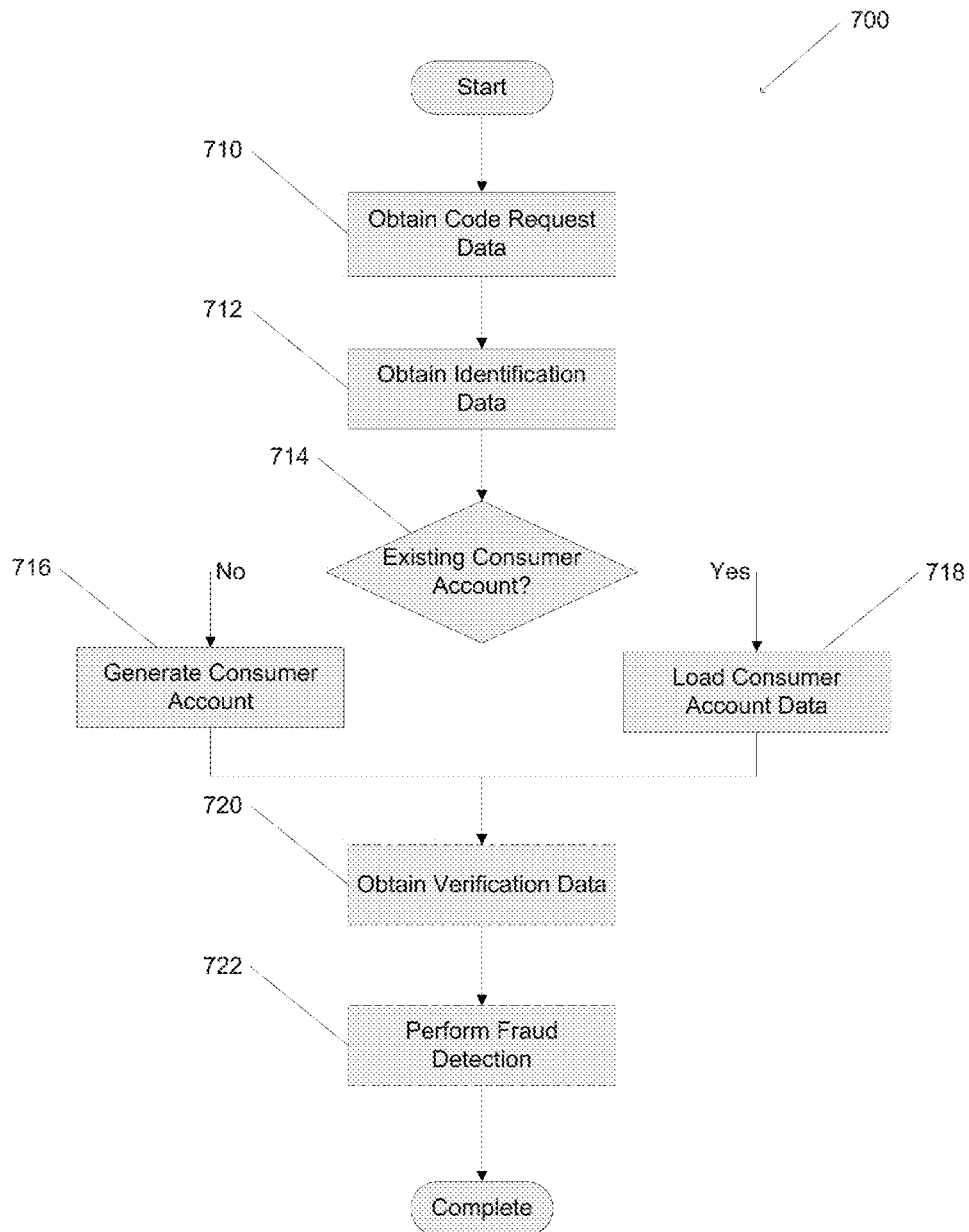 700
Start
710
Obtain Code Request
Data
712
Obtain Identification
Data
714
Existing Consumer
Account?
716
No
Yes
718
Generate Consumer
Account
Load Consumer
Account Data
720
Obtain Verification Data
722
Perform Fraud
Detection
Complete